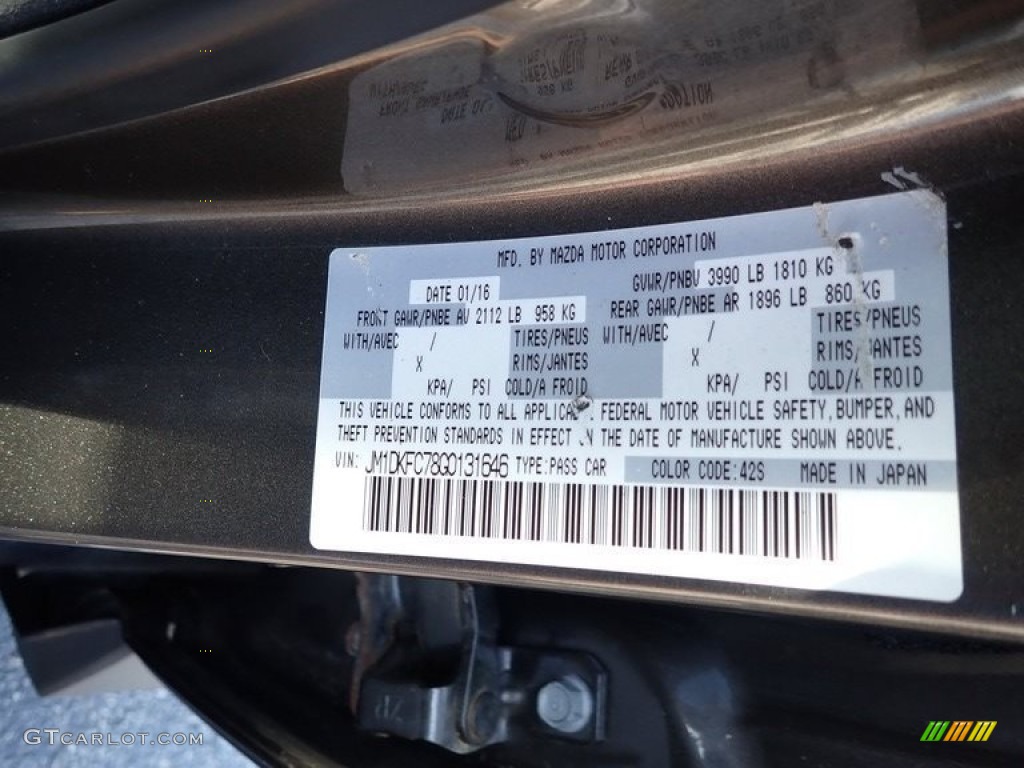 MFD. BY MAZDA MOTOR CORPORATION
DATE 01/16 GVWR/PNBV 3990 LB 1810 KG
FRONT GAWR/PNBE AV 2112 LB 958 KG REAR GAWR/PNBE AR 1896 LB 860 KG
WITH/AVEC / TIRES/PNEUS WITH/AVEC / TIRES/PNEUS
X RIMS/JANTES X RIMS/JANTES
KPA/ PSI COLD/A FROID KPA/ PSI COLD/A FROID
THIS VEHICLE CONFORMS TO ALL FEDERAL MOTOR VEHICLE SAFETY, BUMPER, AND
THEFT PREVENTION STANDARDS IN EFFECT THE DATE OF MANUFACTURE SHOWN ABOVE.
VIN: JM1DKFC78G0131646 TYPE:PASS CAR COLOR CODE:42S MADE IN JAPAN
GTCARLOT.COM